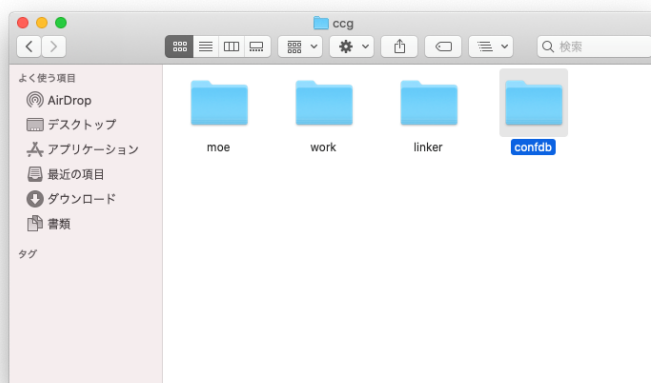 ccg
検索
よく使う項目
AirDrop
デスクトップ
アプリケーション
最近の項目
ダウンロード
書類
タグ
moe
work
linker
confdb